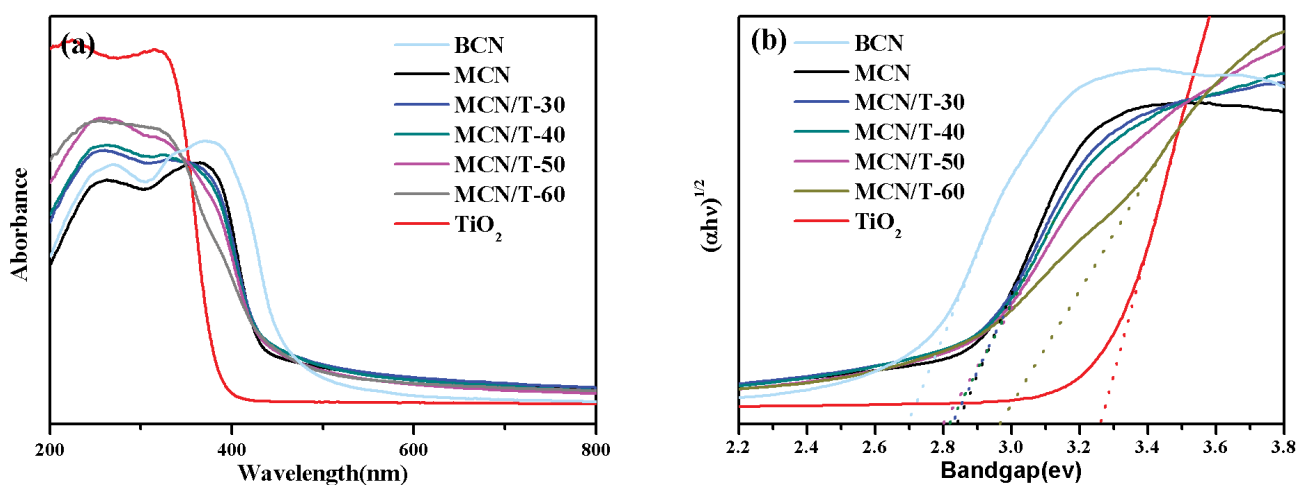 (a)
BCN
MCN
MCN/T-30
MCN/T-40
MCN/T-50
MCN/T-60
TiO₂
Absorbance
200 400 600 800
Wavelength(nm)
(b)
BCN
MCN
MCN/T-30
MCN/T-40
MCN/T-50
MCN/T-60
TiO₂
(αhν)^1/2
2.2 2.4 2.6 2.8 3.0 3.2 3.4 3.6 3.8
Bandgap(ev)